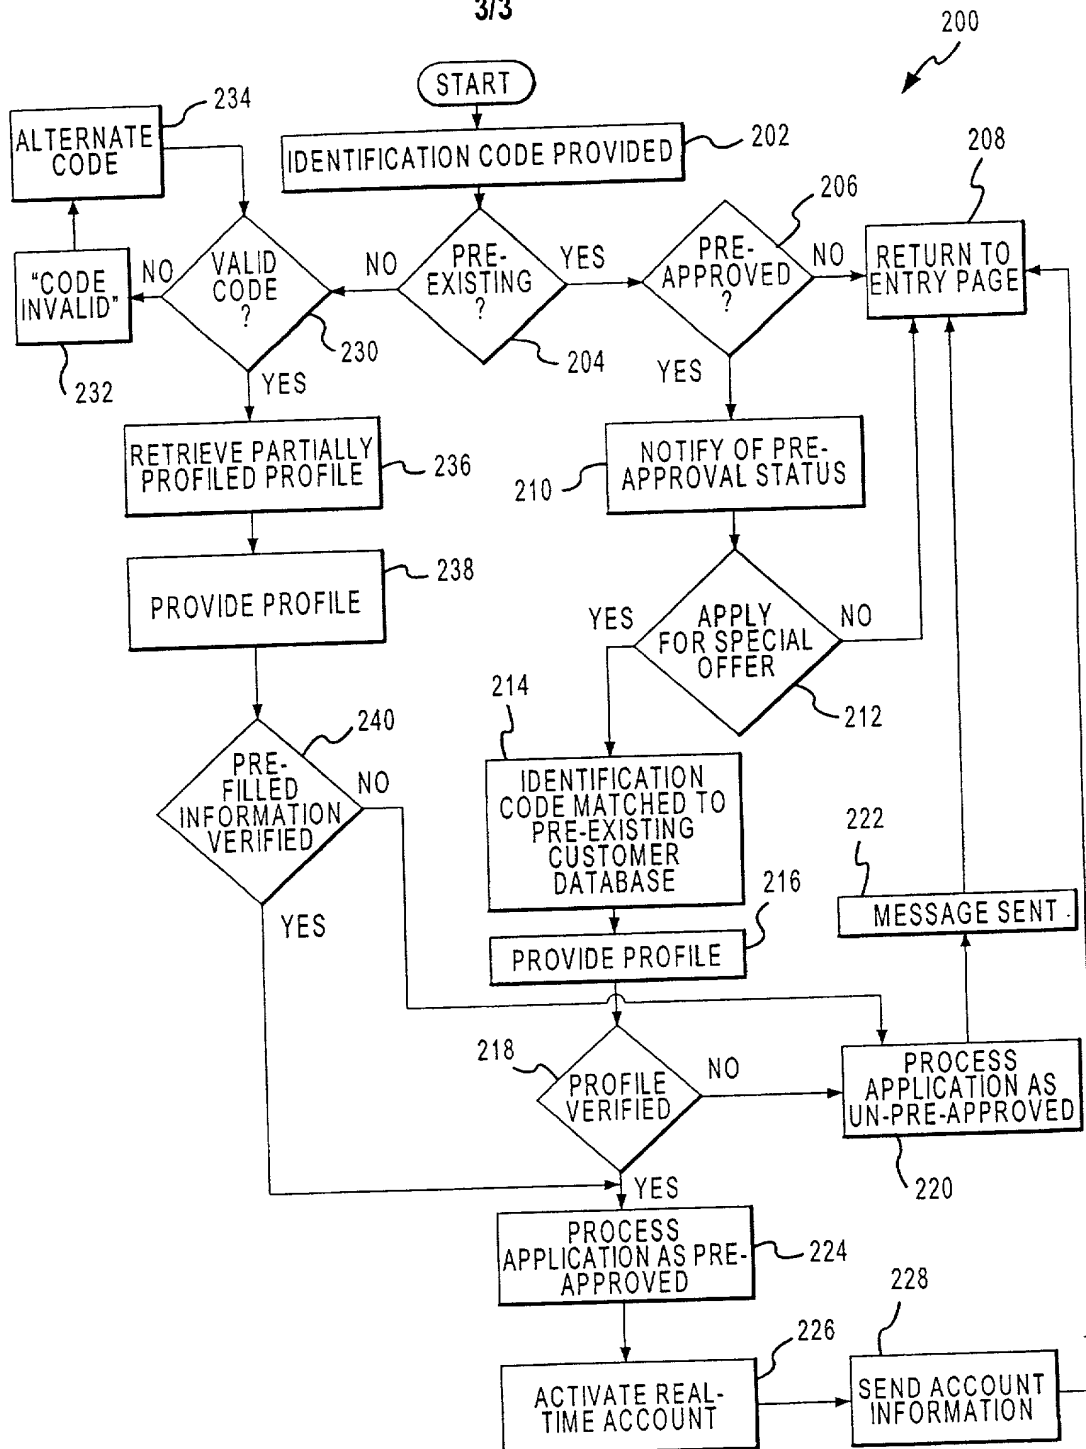 3/3
200
START
234
ALTERNATE
CODE
202
IDENTIFICATION CODE PROVIDED
208
206
RETURN TO
ENTRY PAGE
PRE-
APPROVED
?
NO
YES
PRE-
EXISTING
?
NO
VALID
CODE
?
NO
"CODE
INVALID"
230
204
232
YES
YES
RETRIEVE PARTIALLY
PROFILED PROFILE
236
NOTIFY OF PRE-
APPROVAL STATUS
210
238
PROVIDE PROFILE
YES
APPLY
FOR SPECIAL
OFFER
NO
212
214
240
PRE-
FILLED
INFORMATION
VERIFIED
NO
IDENTIFICATION
CODE MATCHED TO
PRE-EXISTING
CUSTOMER
DATABASE
222
216
YES
MESSAGE SENT
PROVIDE PROFILE
218
PROFILE
VERIFIED
NO
PROCESS
APPLICATION AS
UN-PRE-APPROVED
220
YES
PROCESS
APPLICATION AS PRE-
APPROVED
224
228
226
ACTIVATE REAL-
TIME ACCOUNT
SEND ACCOUNT
INFORMATION